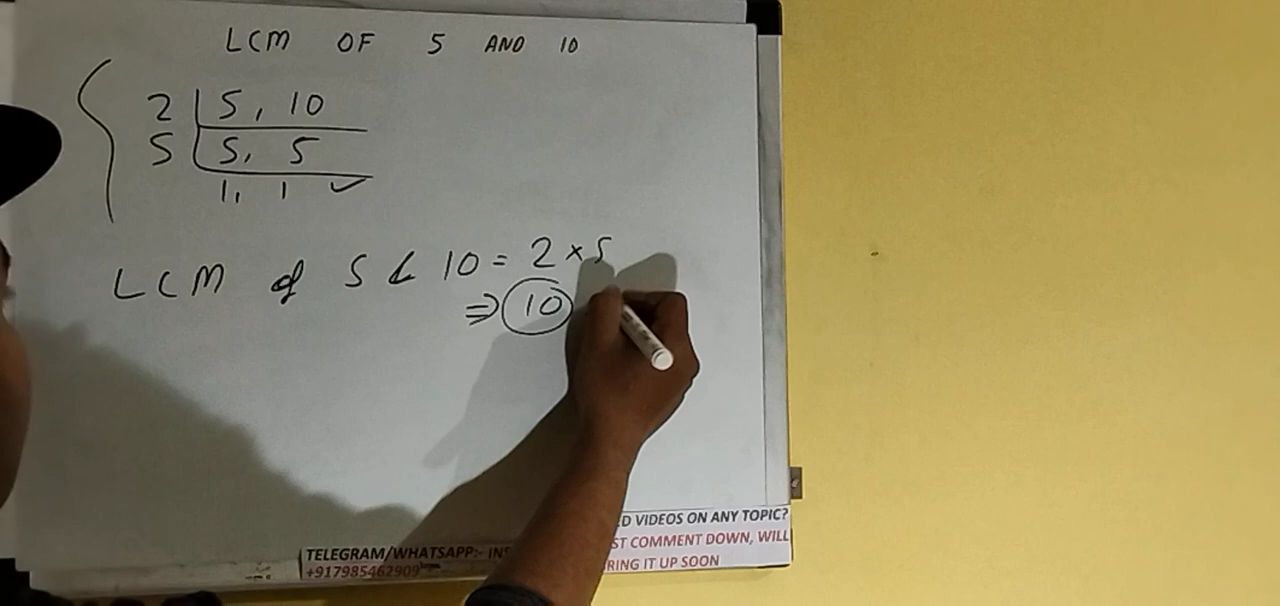 LCM OF 5 AND 10
2 5, 10
5 5, 5
1, 1 ✓
LCM of 5 & 10 = 2 × 5
⇒ 10
D VIDEOS ON ANY TOPIC?
ST COMMENT DOWN, WILL
RING IT UP SOON
TELEGRAM/WHATSAPP:- INS
+917985462909